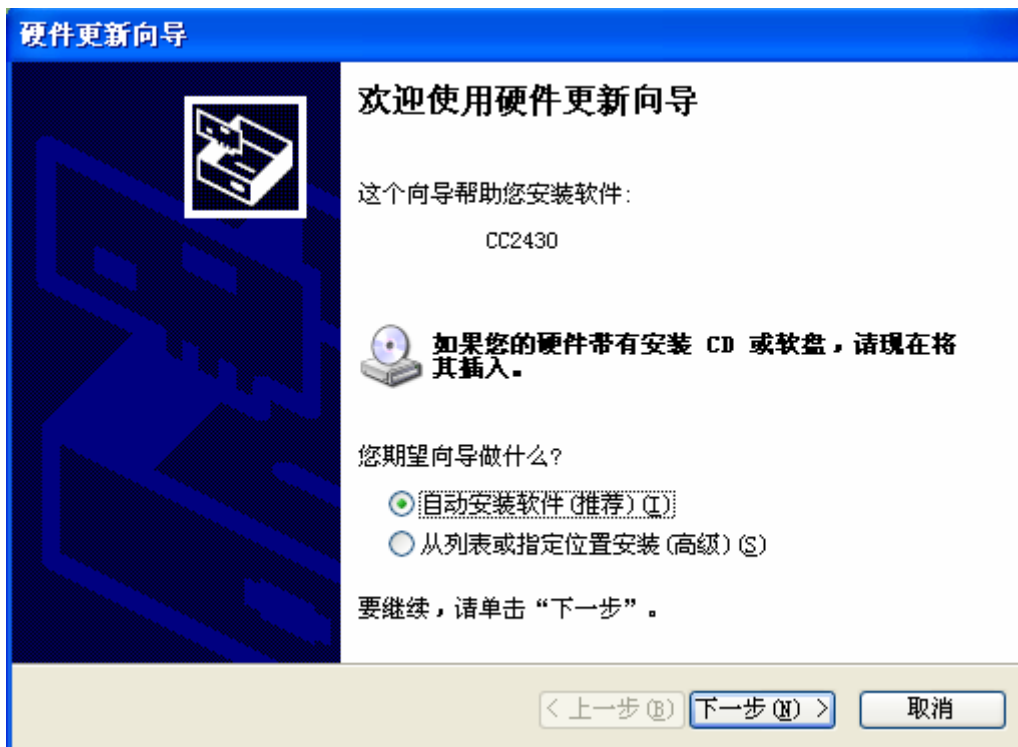 硬件更新向导
欢迎使用硬件更新向导
这个向导帮助您安装软件:
CC2430
如果您的硬件带有安装 CD 或软盘，请现在将
其插入。
您期望向导做什么?
自动安装软件(推荐)(I)
从列表或指定位置安装(高级)(S)
要继续，请单击“下一步”。
< 上一步(B)
下一步(N) >
取消